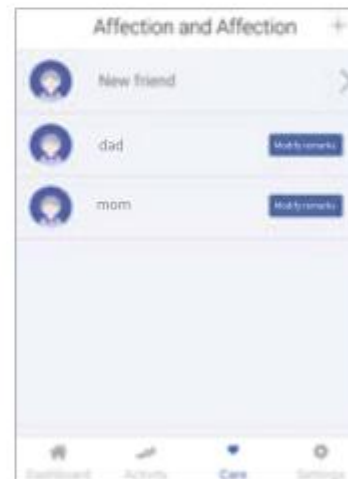 Affection and Affection +
New friend
dad
Modify remarks
mom
Modify remarks
Dashboard Activity Care Settings